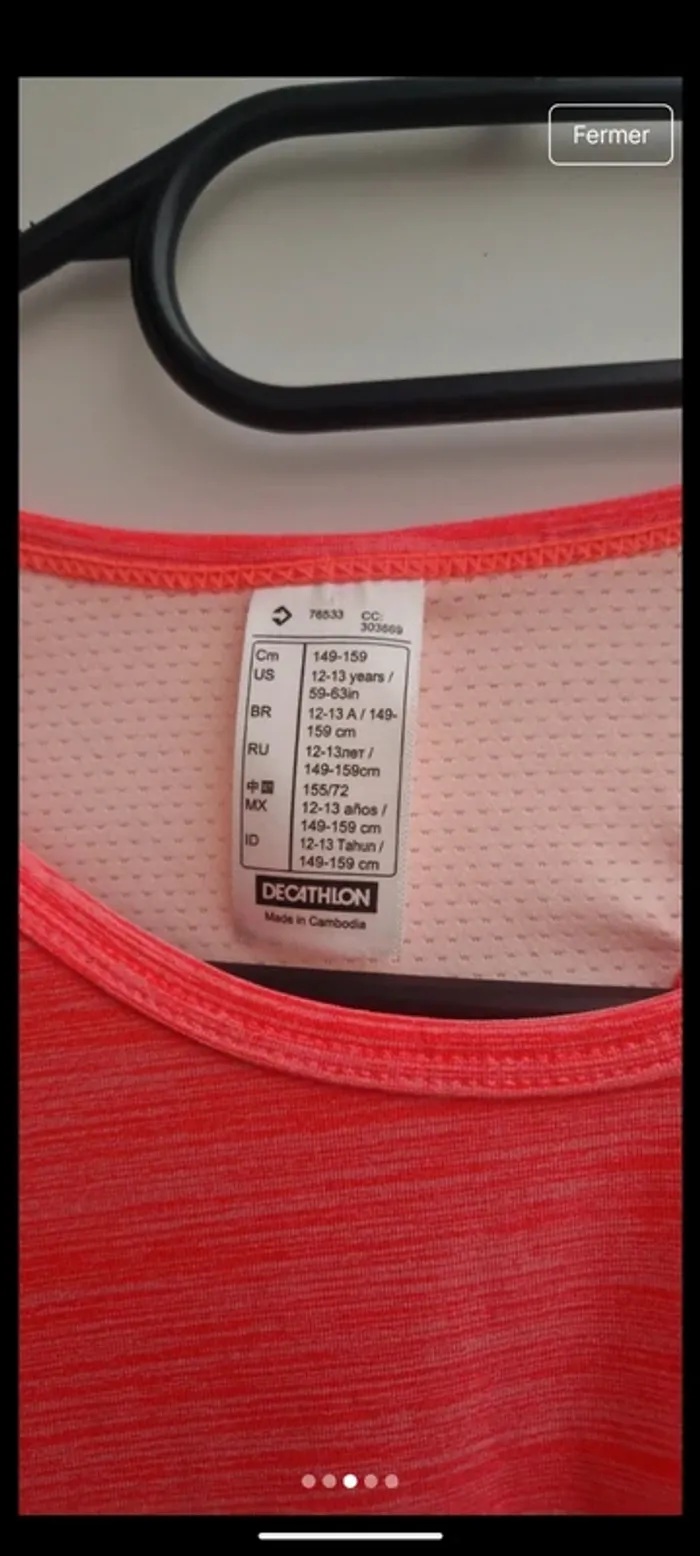 Fermer
76533 CC:
303669
Cm 149-159
US 12-13 years /
59-63in
BR 12-13 A / 149-
159 cm
RU 12-13лет /
149-159cm
中国 155/72
MX 12-13 años /
149-159 cm
ID 12-13 Tahun /
149-159 cm
DECATHLON
Made in Cambodia